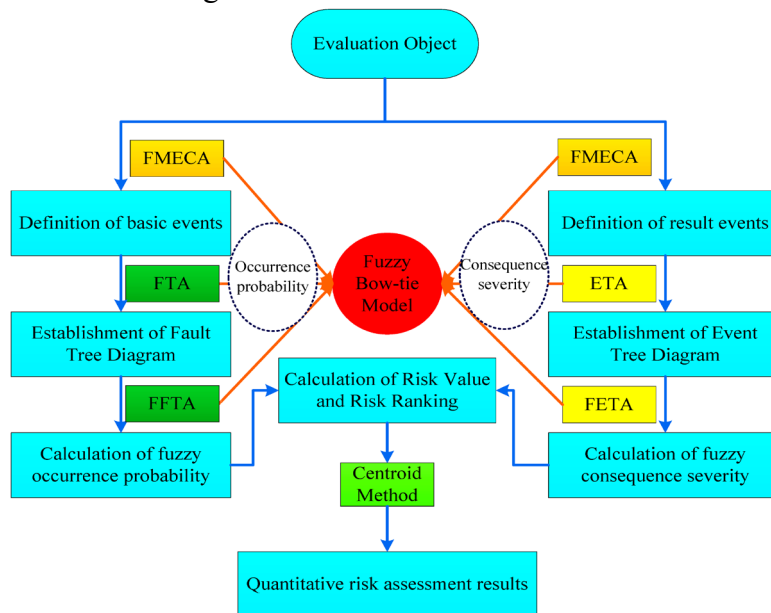 Evaluation Object
FMECA
FMECA
Definition of basic events
Definition of result events
Occurrence
probability
Fuzzy
Bow-tie
Model
Consequence
severity
FTA
ETA
Establishment of Fault
Tree Diagram
Establishment of Event
Tree Diagram
Calculation of Risk Value
and Risk Ranking
FFTA
FETA
Calculation of fuzzy
occurrence probability
Calculation of fuzzy
consequence severity
Centroid
Method
Quantitative risk assessment results